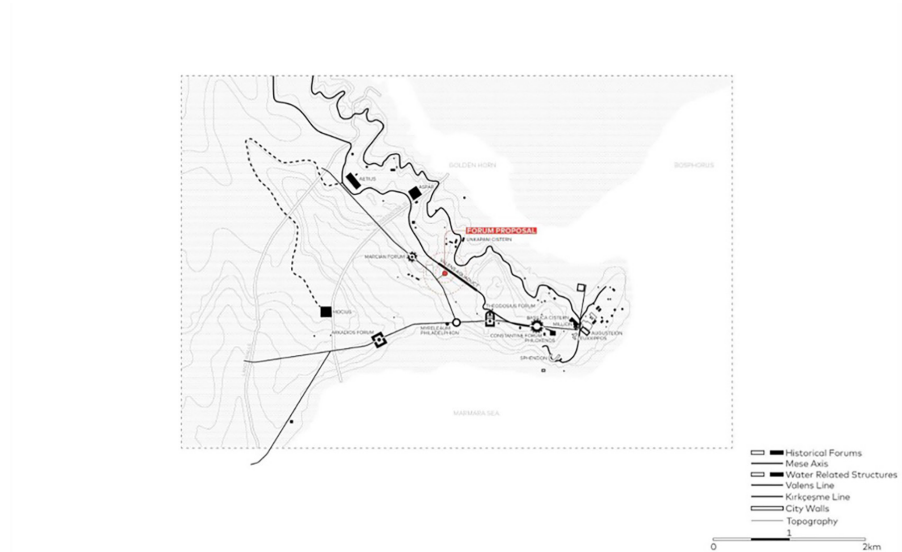 GOLDEN HORN
BOSPHORUS
AETIUS
ASPAR
FORUM PROPOSAL
UNKAPANI CISTERN
MARCIAN FORUM
THEODOSIUS FORUM
MOCIUS
BASILICA CISTERN
MILLION
ARKADIOS FORUM
MYRELEAUM
PHILADELPHION
CONSTANTINE FORUM
PHILOXENOS
AUGUSTEION
SPHENDON
MARMARA SEA
Historical Forums
Mese Axis
Water Related Structures
Valens Line
Kırkçeşme Line
City Walls
Topography
1
0
2km